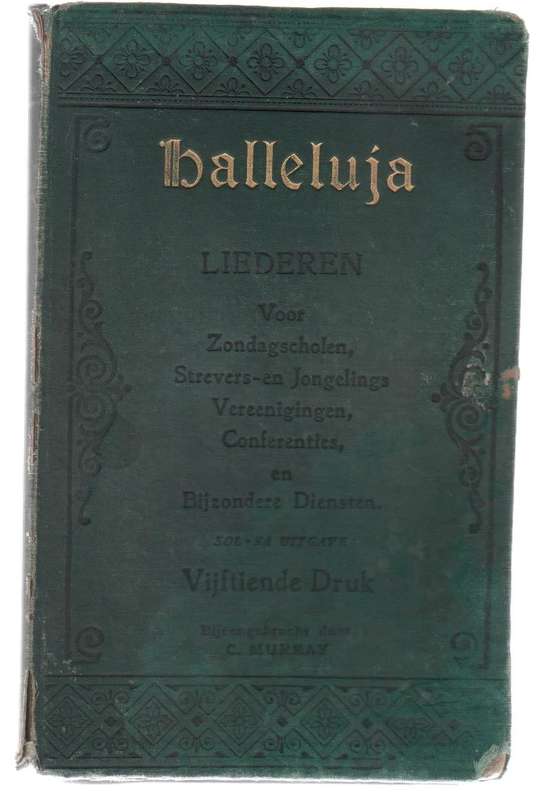 Halleluja
LIEDEREN
Voor
Zondagscholen,
Strevers-en Jongelings
Vereenigingen,
Conferenties,
en
Bijzondere Diensten.
SOL-FA UITGAVE
Vijftiende Druk
Bijeengebracht door
C. MURRAY